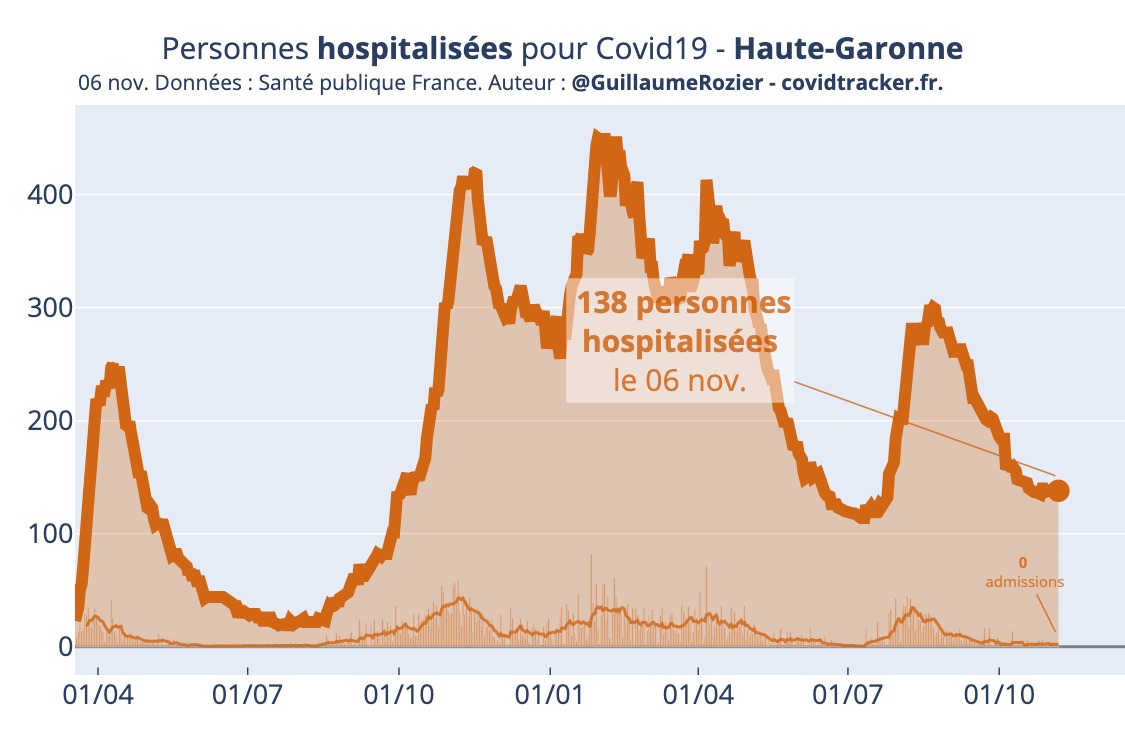 Personnes hospitalisées pour Covid19 - Haute-Garonne
06 nov. Données : Santé publique France. Auteur : @GuillaumeRozier - covidtracker.fr.
400
300
200
100
0
138 personnes
hospitalisées
le 06 nov.
0
admissions
01/04
01/07
01/10
01/01
01/04
01/07
01/10